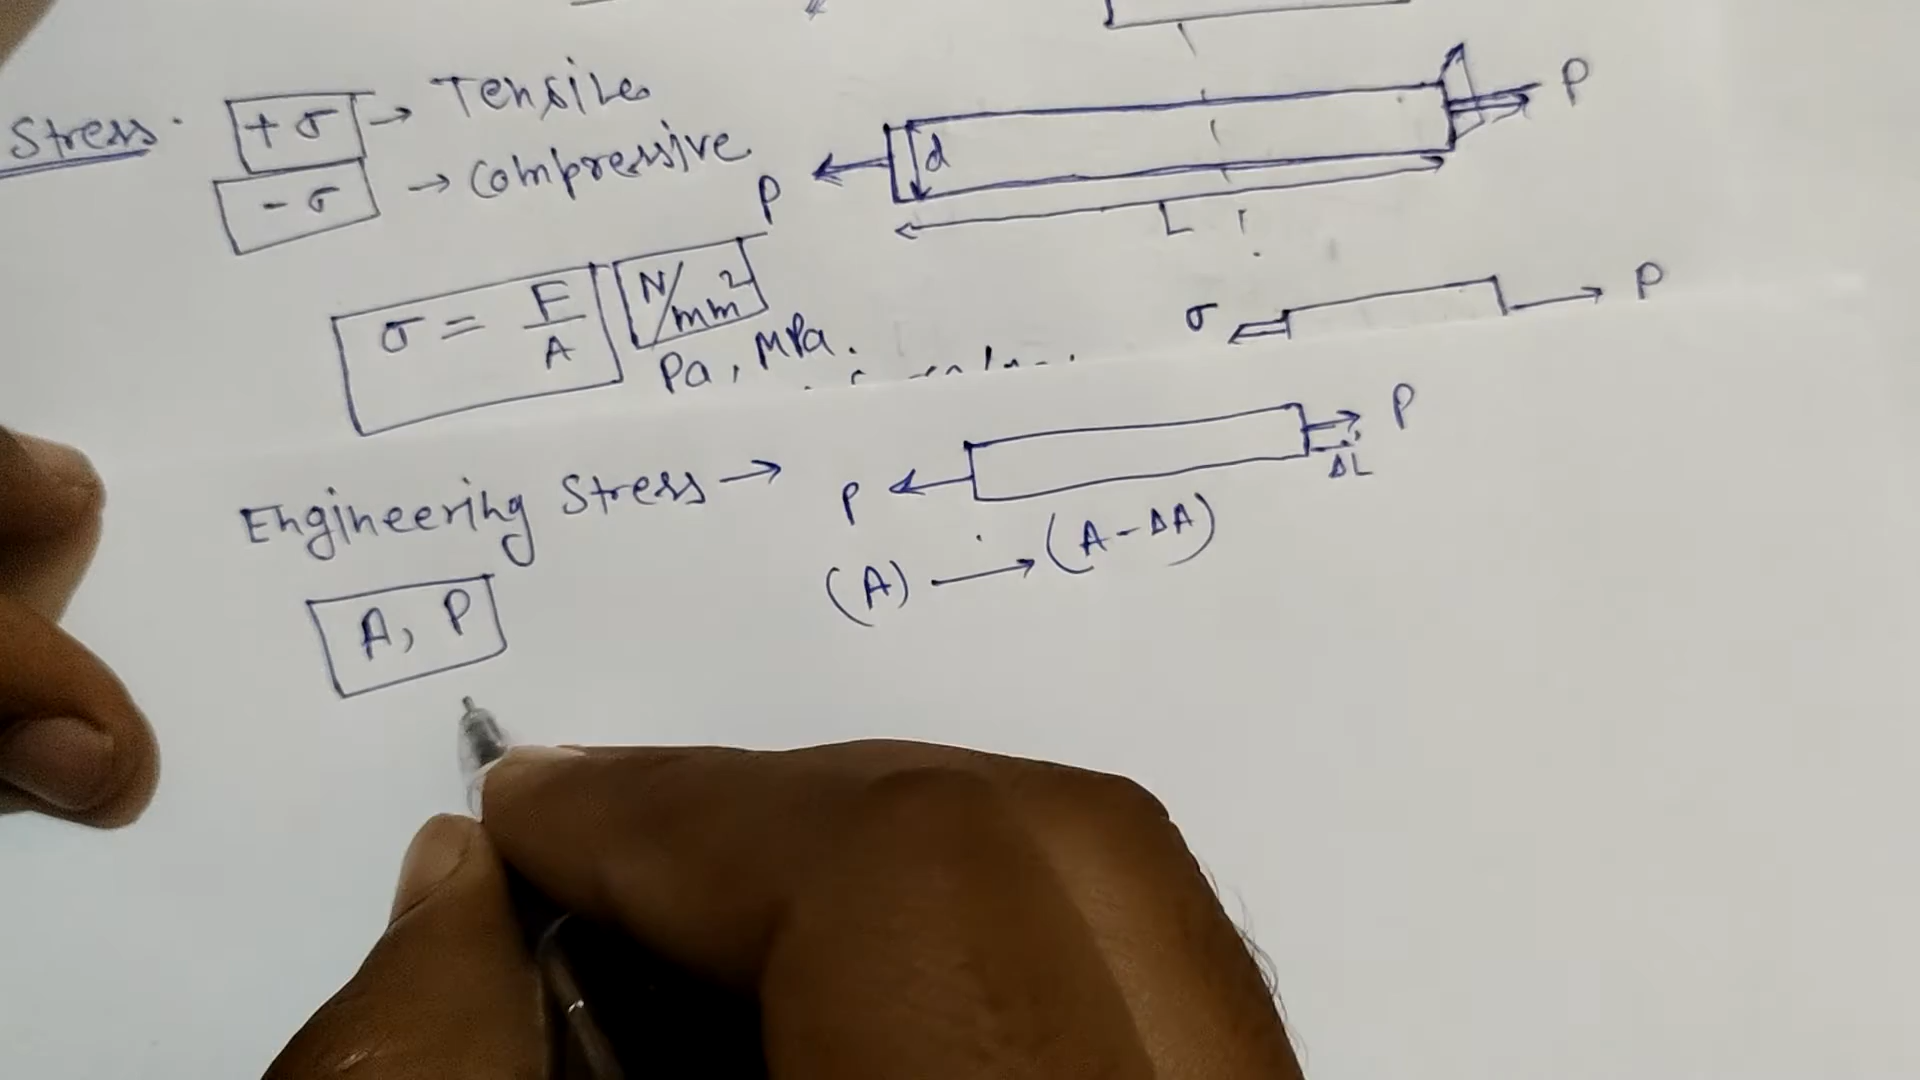 Stress. +σ → Tensile
-σ → Compressive
P
d
P
L
σ = F/A N/mm²
Pa, MPa.
σ
P
Engineering Stress →
P
P
ΔL
(A) → (A-ΔA)
A, P